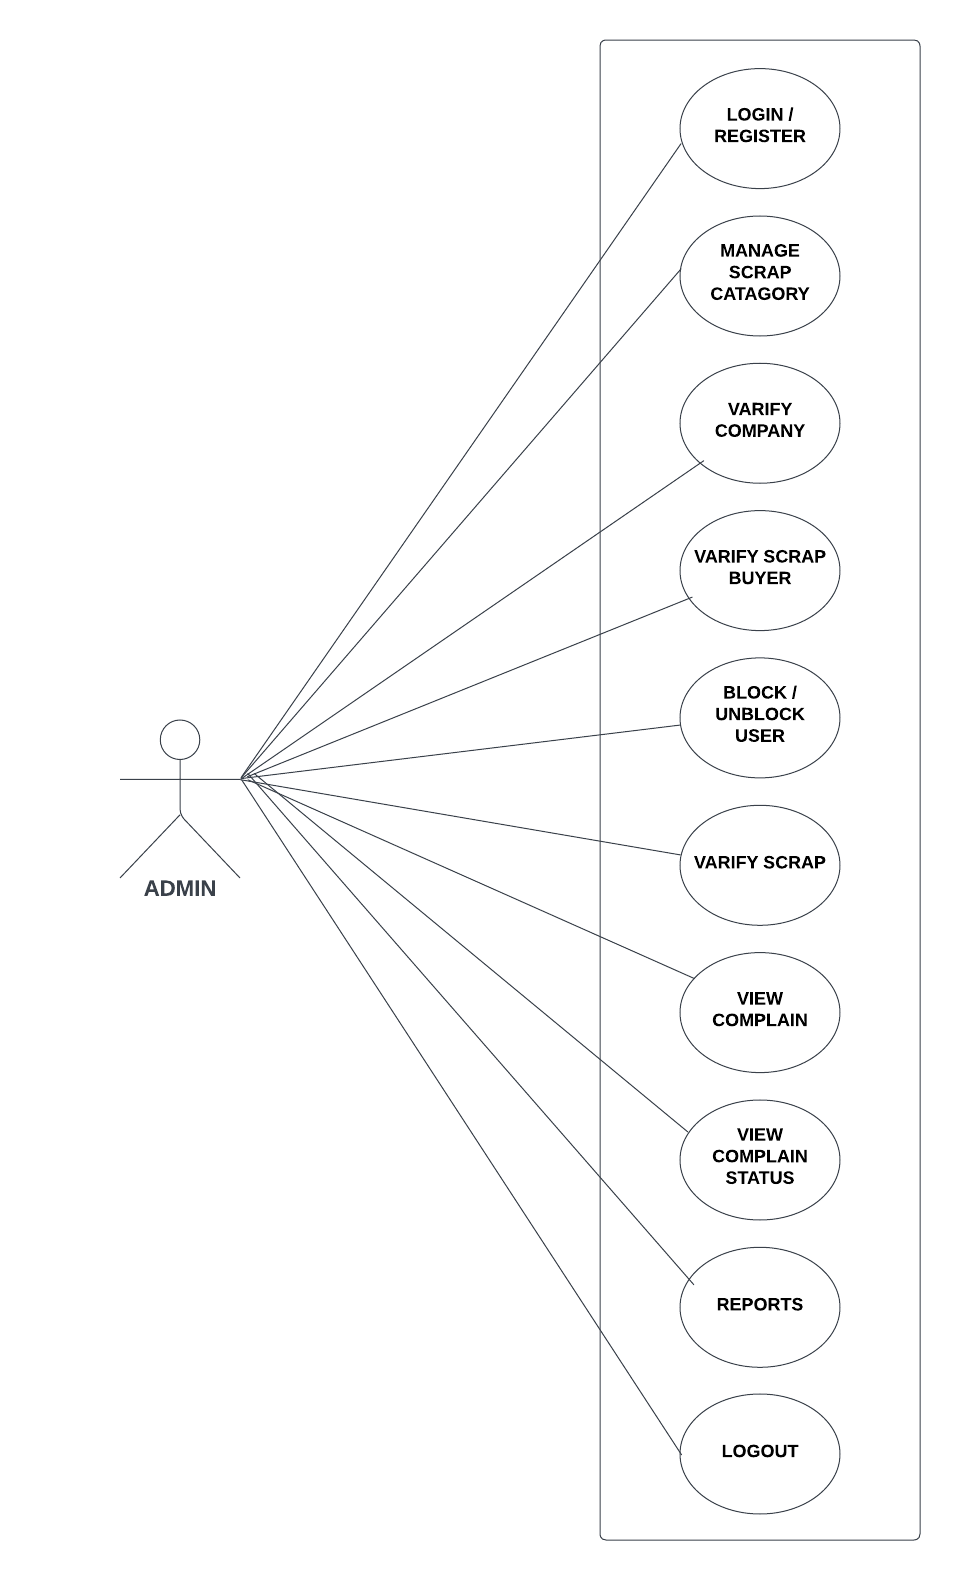 LOGIN /
REGISTER
MANAGE
SCRAP
CATAGORY
VARIFY
COMPANY
VARIFY SCRAP
BUYER
BLOCK /
UNBLOCK
USER
VARIFY SCRAP
ADMIN
VIEW
COMPLAIN
VIEW
COMPLAIN
STATUS
REPORTS
LOGOUT